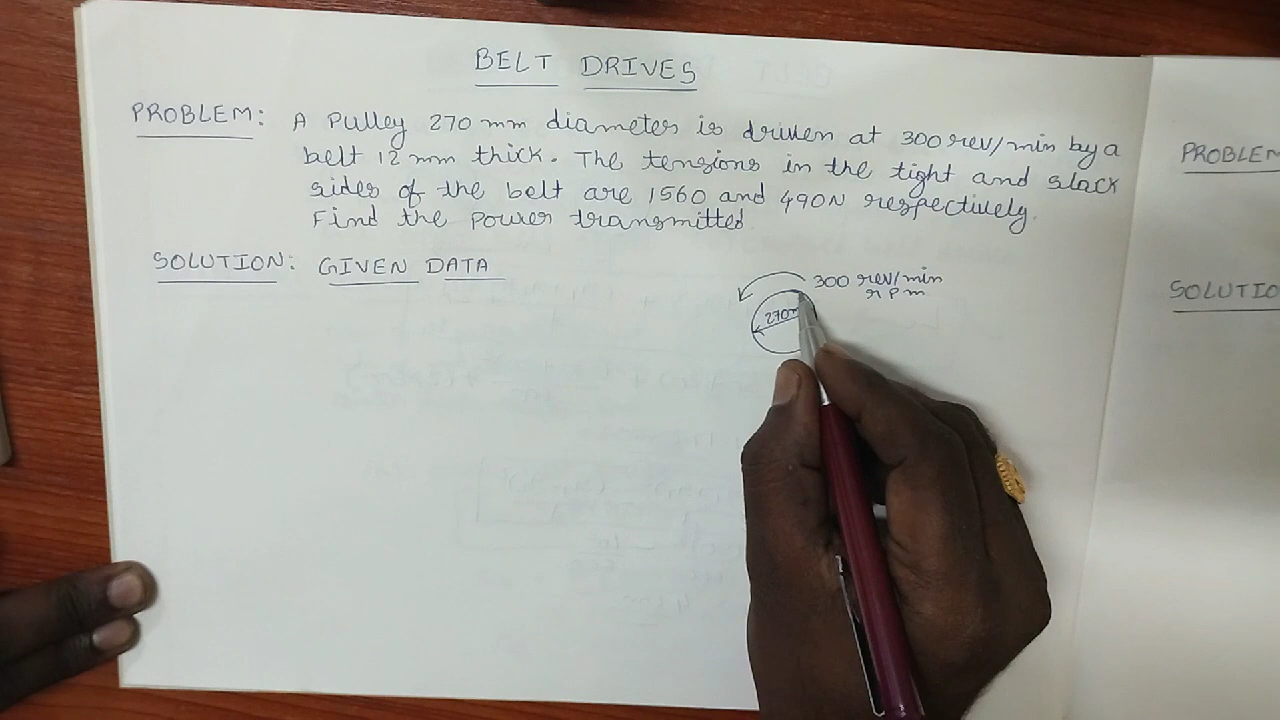 BELT DRIVES
PROBLEM: A Pulley 270 mm diameter is driven at 300 rev/min by a
belt 12 mm thick. The tensions in the tight and slack
sides of the belt are 1560 and 490N respectively.
Find the power transmitted
SOLUTION: GIVEN DATA
300 rev/min
rpm
270m
PROBLEM
SOLUTIO